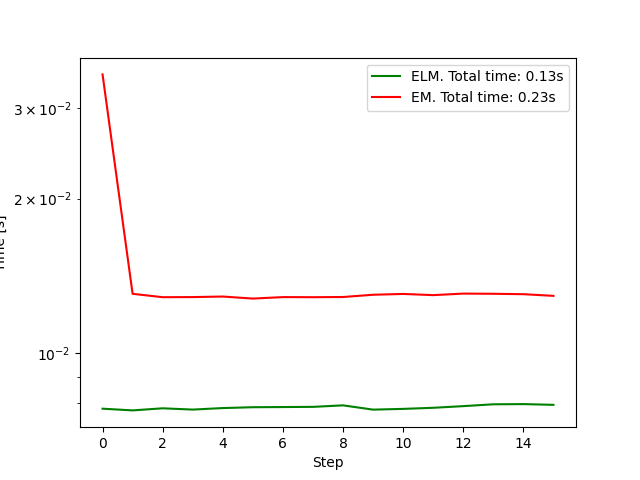 ELM. Total time: 0.13s
EM. Total time: 0.23s
3 × 10⁻²
2 × 10⁻²
10⁻²
0 2 4 6 8 10 12 14
Step